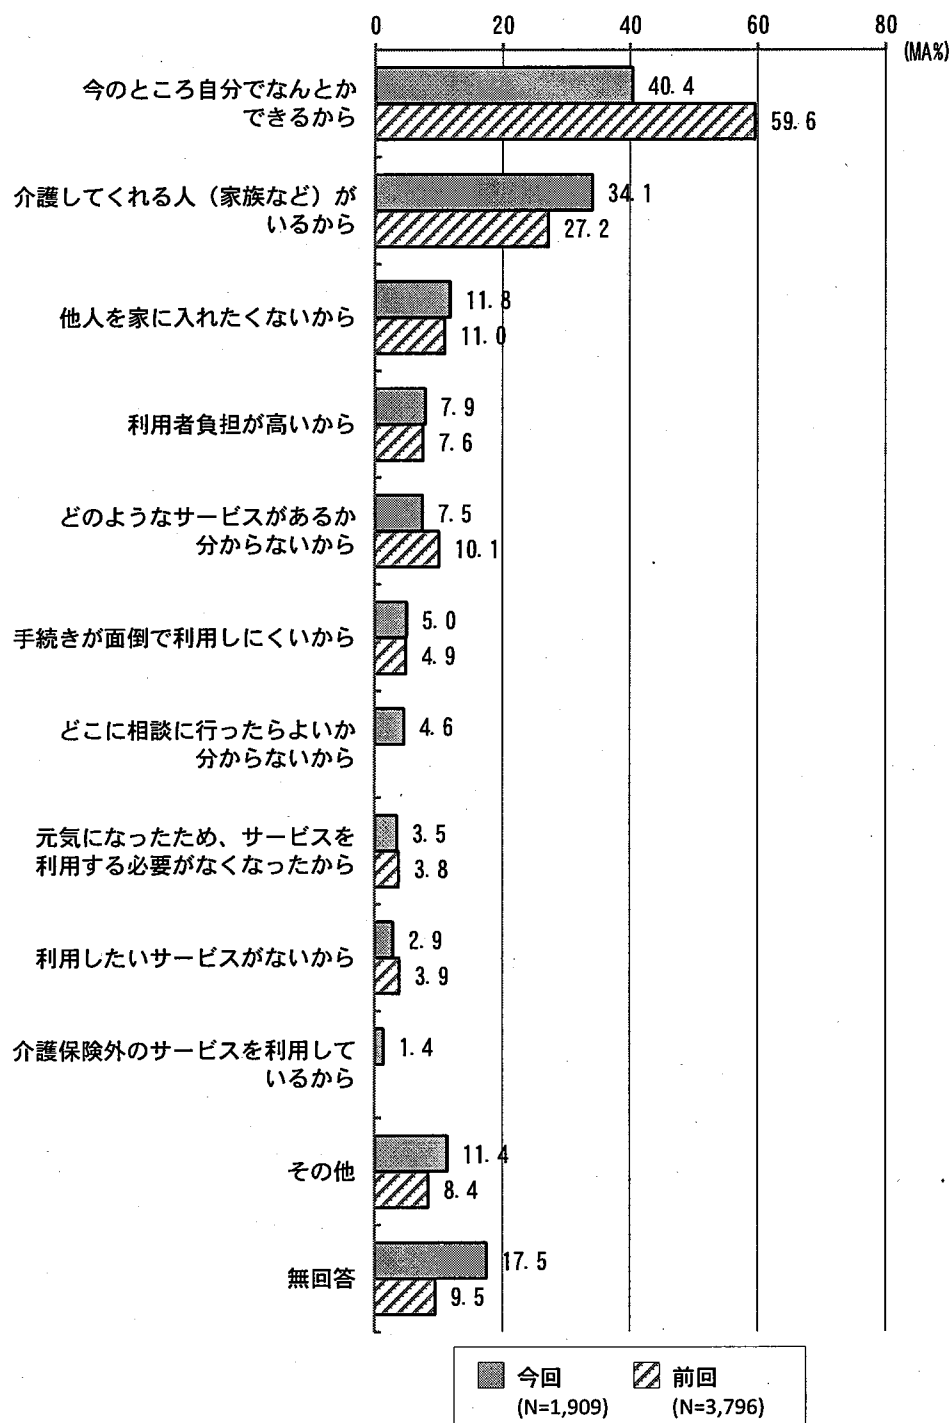 0 20 40 60 80
(MA%)
今のところ自分でなんとか
できるから
40.4
59.6
介護してくれる人（家族など）が
いるから
34.1
27.2
他人を家に入れたくないから
11.8
11.0
利用者負担が高いから
7.9
7.6
どのようなサービスがあるか
分からないから
7.5
10.1
手続きが面倒で利用しにくいから
5.0
4.9
どこに相談に行ったらよいか
分からないから
4.6
元気になったため、サービスを
利用する必要がなくなったから
3.5
3.8
利用したいサービスがないから
2.9
3.9
介護保険外のサービスを利用して
いるから
1.4
その他
11.4
8.4
無回答
17.5
9.5
今回 前回
(N=1,909) (N=3,796)